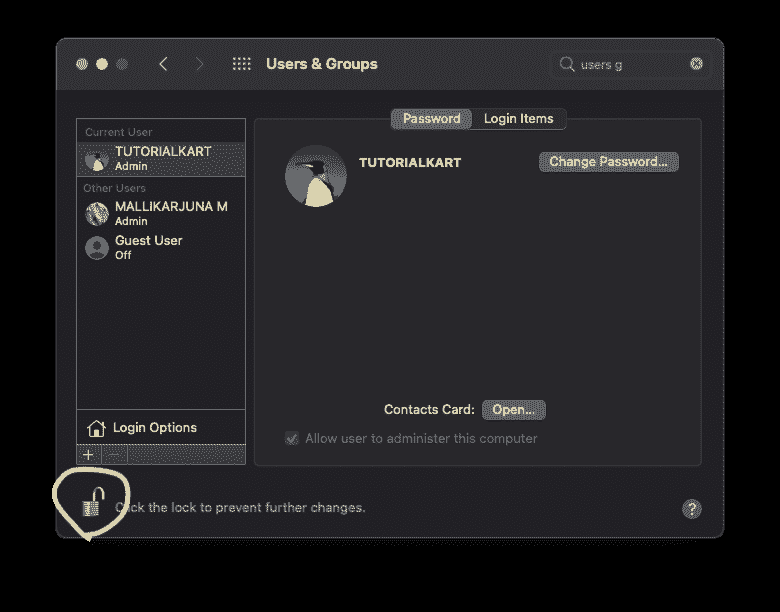 Users & Groups
users g
Password
Login Items
Current User
TUTORIALKART
Admin
Other Users
MALLIKARJUNA M
Admin
Guest User
Off
Login Options
+
−
TUTORIALKART
Change Password...
Contacts Card:
Open...
Allow user to administer this computer
Click the lock to prevent further changes.
?